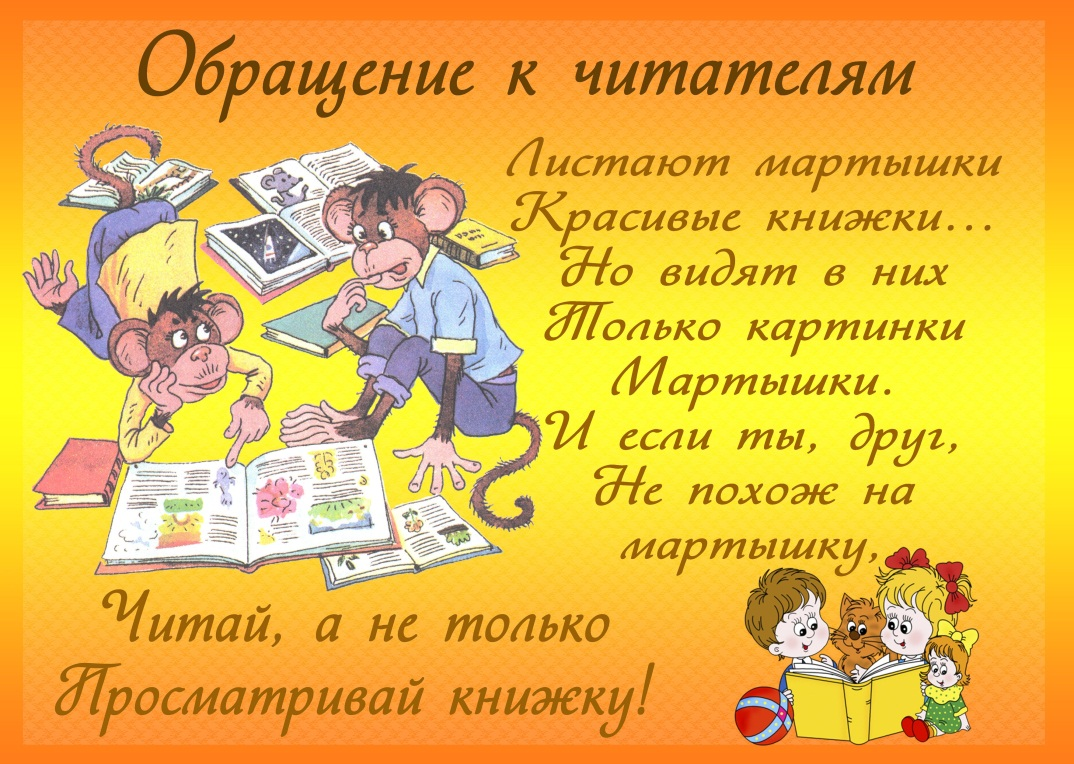 Обращение к читателям
Листают мартышки
Красивые книжки...
Но видят в них
Только картинки
Мартышки.
И если ты, друг,
Не похож на
мартышку,
Читай, а не только
Просматривай книжку!